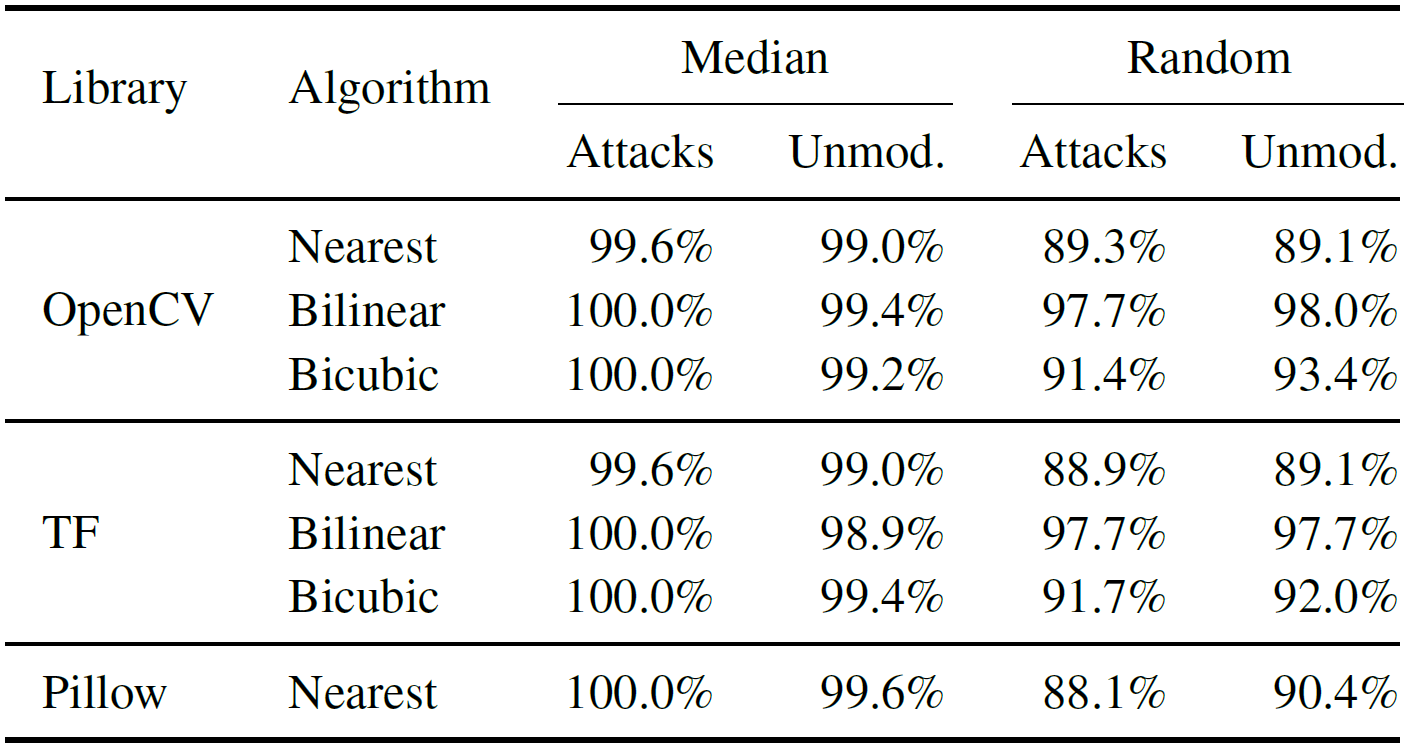 Library Algorithm Median Random
Attacks Unmod. Attacks Unmod.
OpenCV Nearest 99.6% 99.0% 89.3% 89.1%
Bilinear 100.0% 99.4% 97.7% 98.0%
Bicubic 100.0% 99.2% 91.4% 93.4%
TF Nearest 99.6% 99.0% 88.9% 89.1%
Bilinear 100.0% 98.9% 97.7% 97.7%
Bicubic 100.0% 99.4% 91.7% 92.0%
Pillow Nearest 100.0% 99.6% 88.1% 90.4%